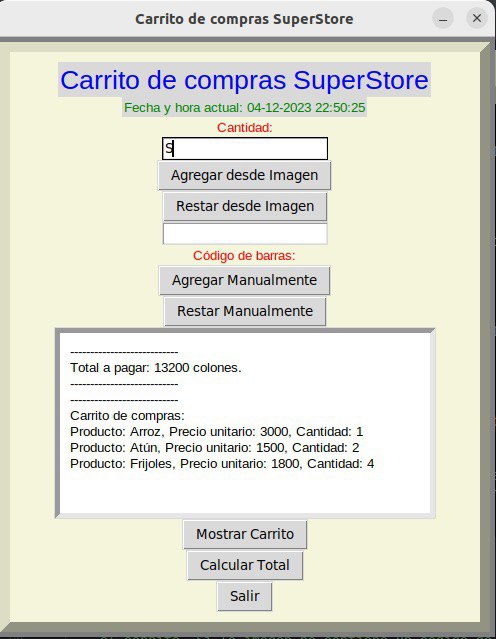 Carrito de compras SuperStore
Carrito de compras SuperStore
Fecha y hora actual: 04-12-2023 22:50:25
Cantidad:
S
Agregar desde Imagen
Restar desde Imagen
Código de barras:
Agregar Manualmente
Restar Manualmente
---------------------------
Total a pagar: 13200 colones.
---------------------------
---------------------------
Carrito de compras:
Producto: Arroz, Precio unitario: 3000, Cantidad: 1
Producto: Atún, Precio unitario: 1500, Cantidad: 2
Producto: Frijoles, Precio unitario: 1800, Cantidad: 4
Mostrar Carrito
Calcular Total
Salir